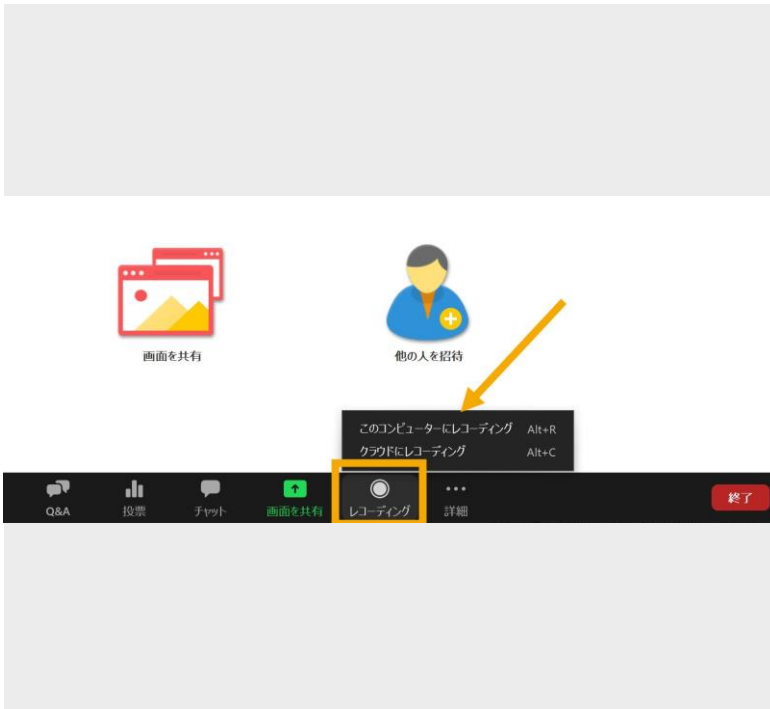 画面を共有
他の人を招待
このコンピューターにレコーディング Alt+R
クラウドにレコーディング Alt+C
Q&A 投票 チャット 画面を共有 レコーディング 詳細 終了